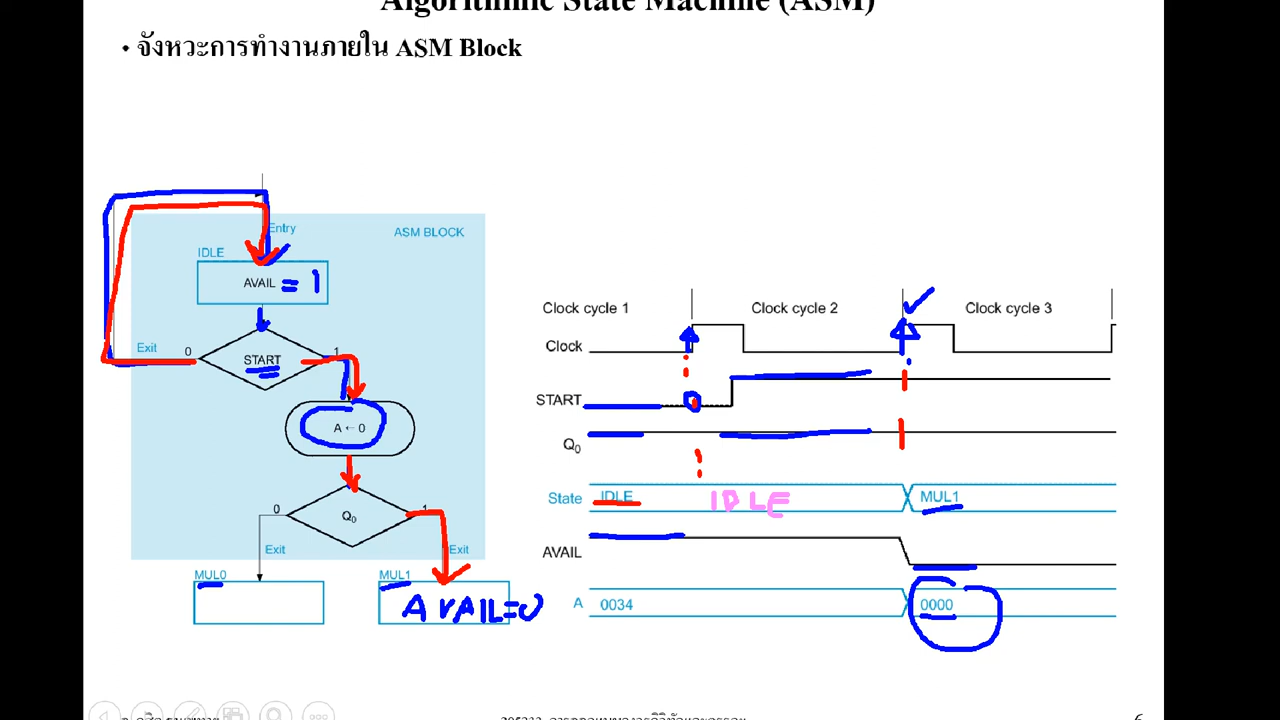 Algorithmic State Machine (ASM)
• จังหวะการทำงานภายใน ASM Block
Entry
ASM BLOCK
IDLE
AVAIL = 1
Exit
0
START
1
A ← 0
0
Q0
1
Exit
Exit
MUL0
MUL1
AVAIL=0
Clock cycle 1
Clock cycle 2
Clock cycle 3
Clock
START
Q0
State
IDLE
IDLE
MUL1
AVAIL
A
0034
0000
6